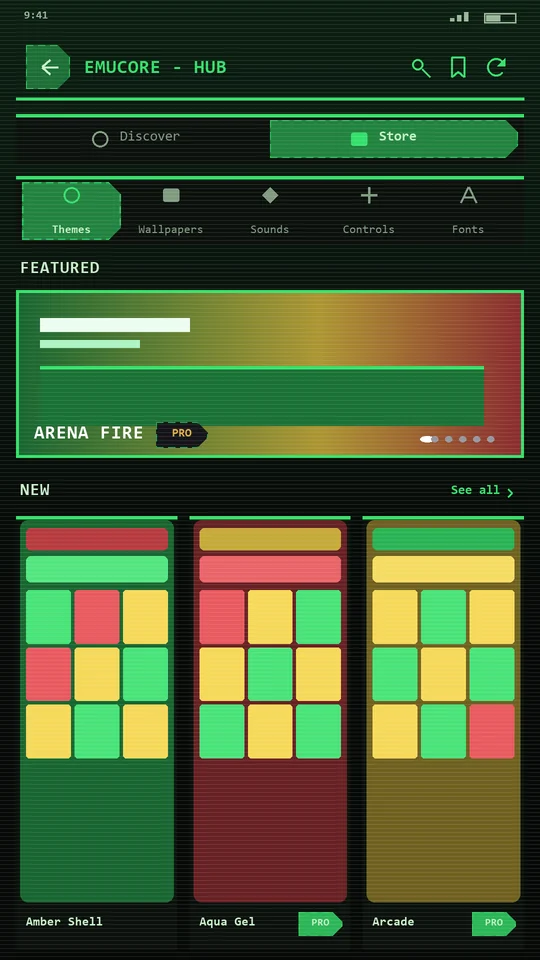 9:41
EMUCORE - HUB
Discover
Store
Themes
Wallpapers
Sounds
Controls
Fonts
FEATURED
ARENA FIRE
PRO
NEW
See all
Amber Shell
Aqua Gel
PRO
Arcade
PRO